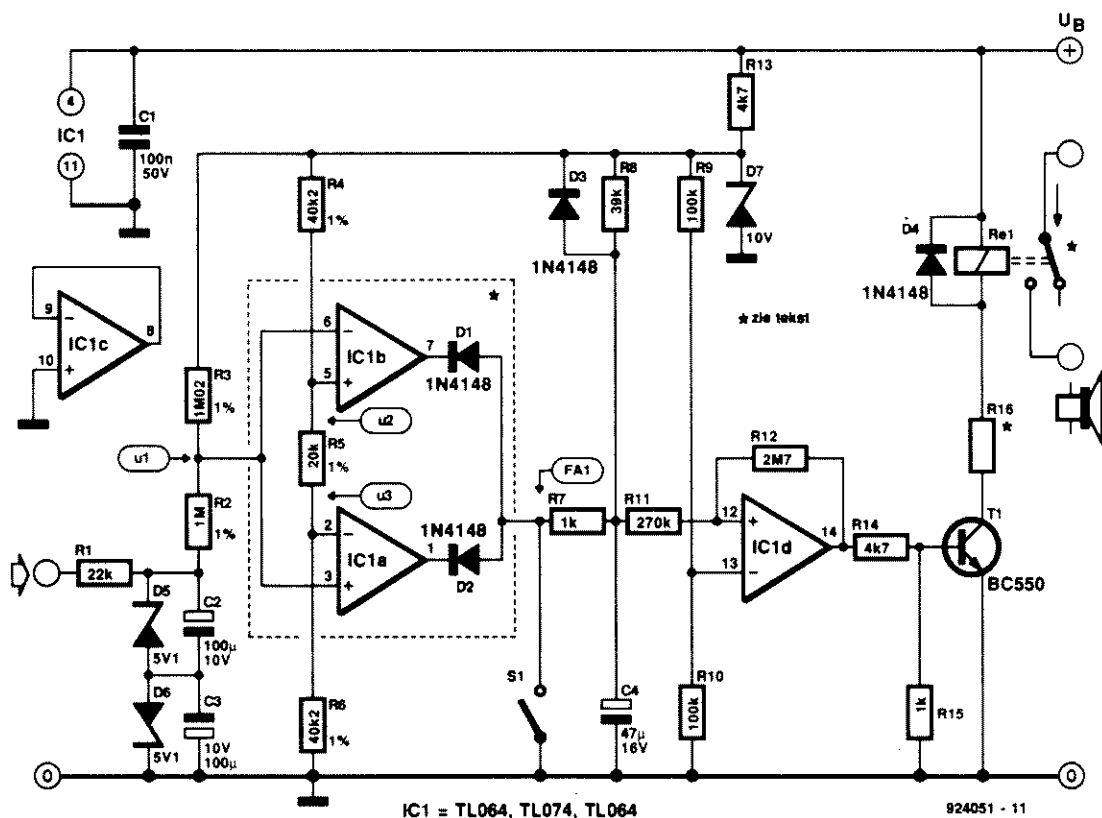 UB
+
R13
4k7
4
IC1
11
C1
100n
50V
R4
40k2
1%
D3
1N4148
R8
39k
R9
100k
D7
10V
D4
1N4148
Re1
*
* zie tekst
9
10
8
IC1c
R3
1M02
1%
*
6
5
7
IC1b
D1
1N4148
u1
u2
R5
20k
1%
u3
R2
1M
1%
2
3
1
IC1a
1N4148
D2
FA1
R7
1k
R11
270k
R12
2M7
12
13
14
IC1d
R14
4k7
R16
*
T1
BC550
R1
22k
D5
5V1
C2
100µ
10V
D6
5V1
C3
10V
100µ
R6
40k2
1%
S1
C4
47µ
16V
R10
100k
1k
R15
0
0
IC1 = TL064, TL074, TL064
924051 - 11